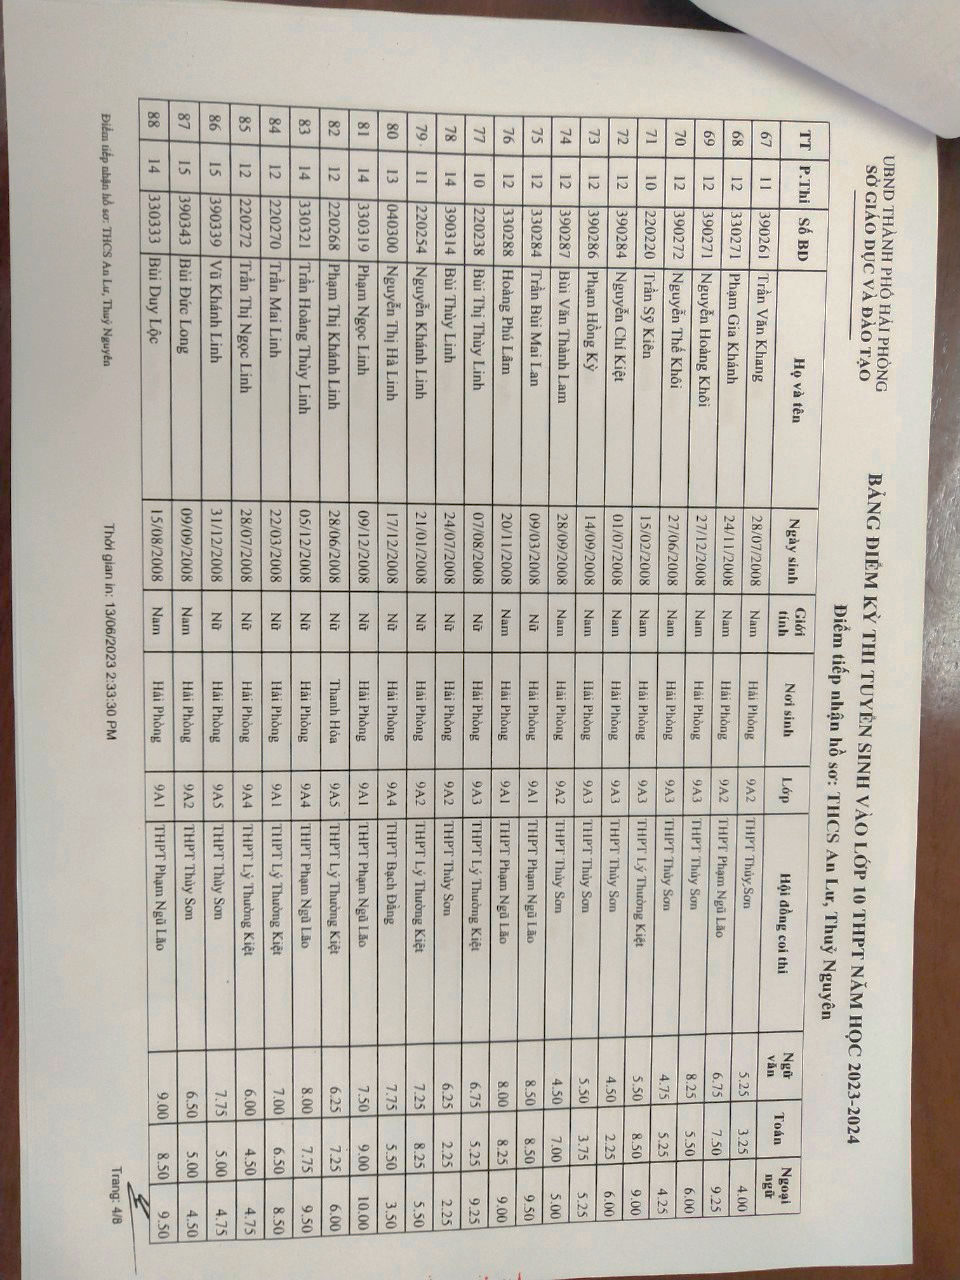 UBND THÀNH PHỐ HẢI PHÒNG
SỞ GIÁO DỤC VÀ ĐÀO TẠO
BẢNG ĐIỂM KỲ THI TUYỂN SINH VÀO LỚP 10 THPT NĂM HỌC 2023-2024
Điểm tiếp nhận hồ sơ: THCS An Lư, Thuỷ Nguyên
TT P.Thi Số BD Họ và tên Ngày sinh Giới tính Nơi sinh Lớp Hội đồng coi thi Ngữ văn Toán Ngoại ngữ
67 11 390261 Trần Văn Khang 28/07/2008 Nam Hải Phòng 9A2 THPT Thủy Sơn 5.25 3.25 4.00
68 12 330271 Phạm Gia Khánh 24/11/2008 Nam Hải Phòng 9A2 THPT Phạm Ngũ Lão 6.75 7.50 9.25
69 12 390271 Nguyễn Hoàng Khôi 27/12/2008 Nam Hải Phòng 9A3 THPT Thủy Sơn 8.25 5.50 6.00
70 12 390272 Nguyễn Thế Khôi 27/06/2008 Nam Hải Phòng 9A3 THPT Thủy Sơn 4.75 5.25 4.25
71 10 220220 Trần Sỹ Kiên 15/02/2008 Nam Hải Phòng 9A3 THPT Lý Thường Kiệt 5.50 8.50 9.00
72 12 390284 Nguyễn Chí Kiệt 01/07/2008 Nam Hải Phòng 9A3 THPT Thủy Sơn 4.50 2.25 6.00
73 12 390286 Phạm Hồng Kỳ 14/09/2008 Nam Hải Phòng 9A3 THPT Thủy Sơn 5.50 3.75 5.25
74 12 390287 Bùi Văn Thành Lam 28/09/2008 Nam Hải Phòng 9A2 THPT Thủy Sơn 4.50 7.00 5.00
75 12 330284 Trần Bùi Mai Lan 09/03/2008 Nữ Hải Phòng 9A1 THPT Phạm Ngũ Lão 8.50 8.50 9.50
76 12 330288 Hoàng Phú Lâm 20/11/2008 Nam Hải Phòng 9A1 THPT Phạm Ngũ Lão 8.00 8.25 9.00
77 10 220238 Bùi Thị Thùy Linh 07/08/2008 Nữ Hải Phòng 9A3 THPT Lý Thường Kiệt 6.75 5.25 9.25
78 14 390314 Bùi Thùy Linh 24/07/2008 Nữ Hải Phòng 9A2 THPT Thủy Sơn 6.25 2.25 2.25
79 11 220254 Nguyễn Khánh Linh 21/01/2008 Nữ Hải Phòng 9A2 THPT Lý Thường Kiệt 7.25 8.25 5.50
80 13 040300 Nguyễn Thị Hà Linh 17/12/2008 Nữ Hải Phòng 9A4 THPT Bạch Đằng 7.75 5.50 3.50
81 14 330319 Phạm Ngọc Linh 09/12/2008 Nữ Hải Phòng 9A1 THPT Phạm Ngũ Lão 7.50 9.00 10.00
82 12 220268 Phạm Thị Khánh Linh 28/06/2008 Nữ Thanh Hóa 9A5 THPT Lý Thường Kiệt 6.25 7.25 6.00
83 14 330321 Trần Hoàng Thùy Linh 05/12/2008 Nữ Hải Phòng 9A4 THPT Phạm Ngũ Lão 8.00 7.75 9.50
84 12 220270 Trần Mai Linh 22/03/2008 Nữ Hải Phòng 9A1 THPT Lý Thường Kiệt 7.00 6.50 8.50
85 12 220272 Trần Thị Ngọc Linh 28/07/2008 Nữ Hải Phòng 9A4 THPT Lý Thường Kiệt 6.00 4.50 4.75
86 15 390339 Vũ Khánh Linh 31/12/2008 Nữ Hải Phòng 9A5 THPT Thủy Sơn 7.75 5.00 4.75
87 15 390343 Bùi Đức Long 09/09/2008 Nam Hải Phòng 9A2 THPT Thủy Sơn 6.50 5.00 4.50
88 14 330333 Bùi Duy Lộc 15/08/2008 Nam Hải Phòng 9A1 THPT Phạm Ngũ Lão 9.00 8.50 9.50
Điểm tiếp nhận hồ sơ: THCS An Lư, Thuỷ Nguyên
Thời gian in: 13/06/2023 2:33:30 PM
Trang: 4/8